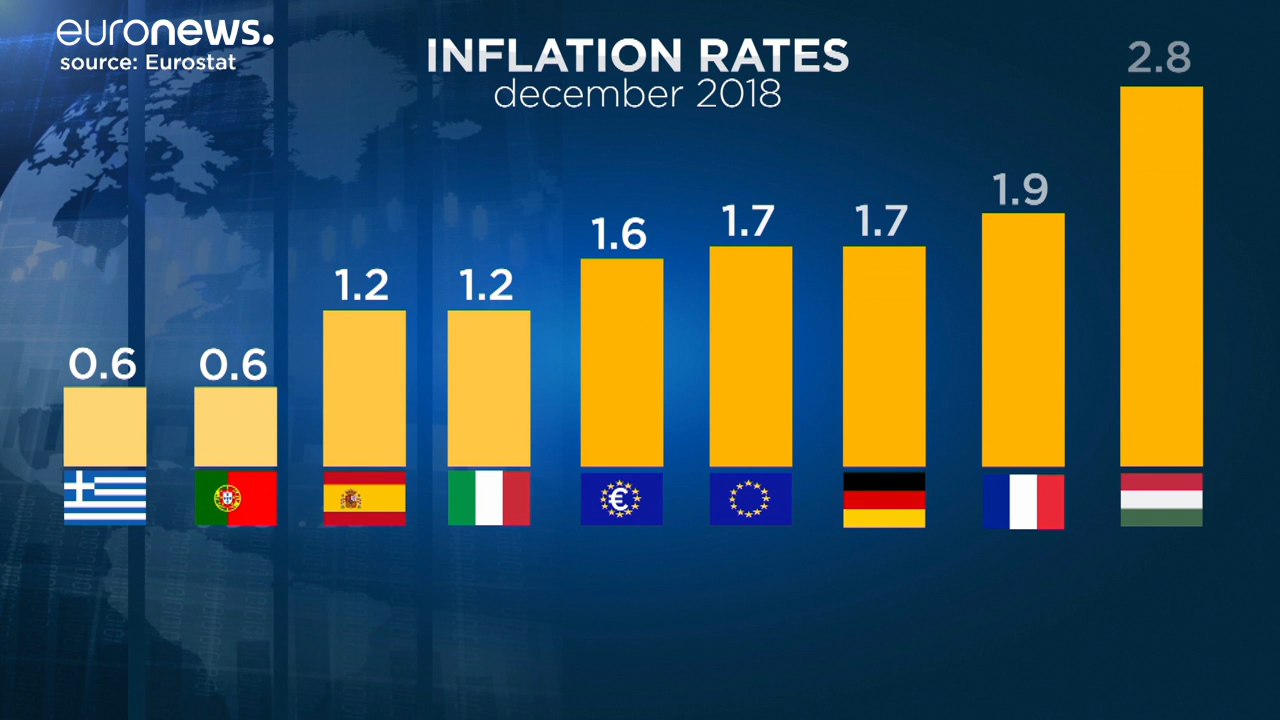 euronews.
source: Eurostat
INFLATION RATES
december 2018
0.6
0.6
1.2
1.2
1.6
1.7
1.7
1.9
2.8
€